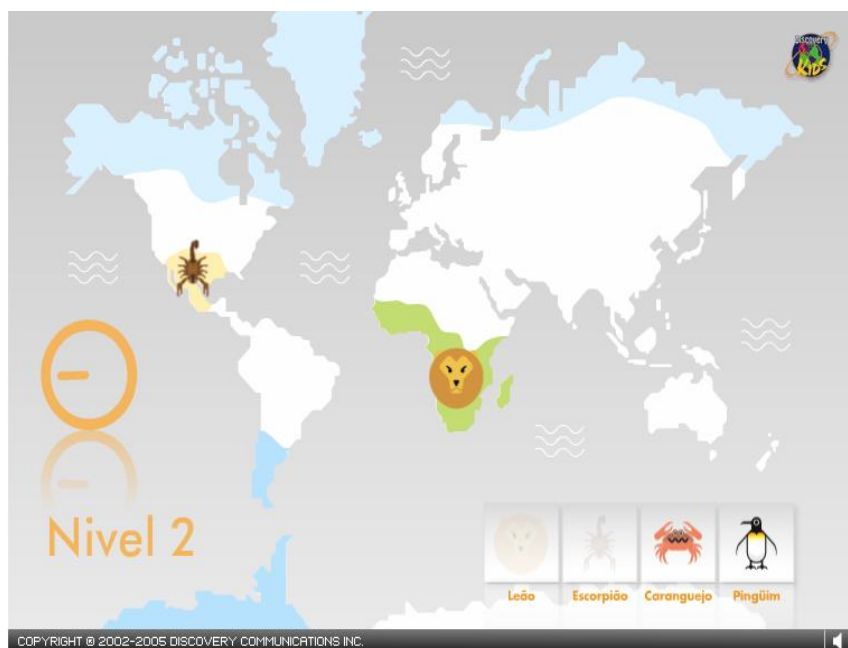 Discovery
KIDS
Nivel 2
Leão
Escorpião
Caranguejo
Pingüim
COPYRIGHT © 2002-2005 DISCOVERY COMMUNICATIONS INC.